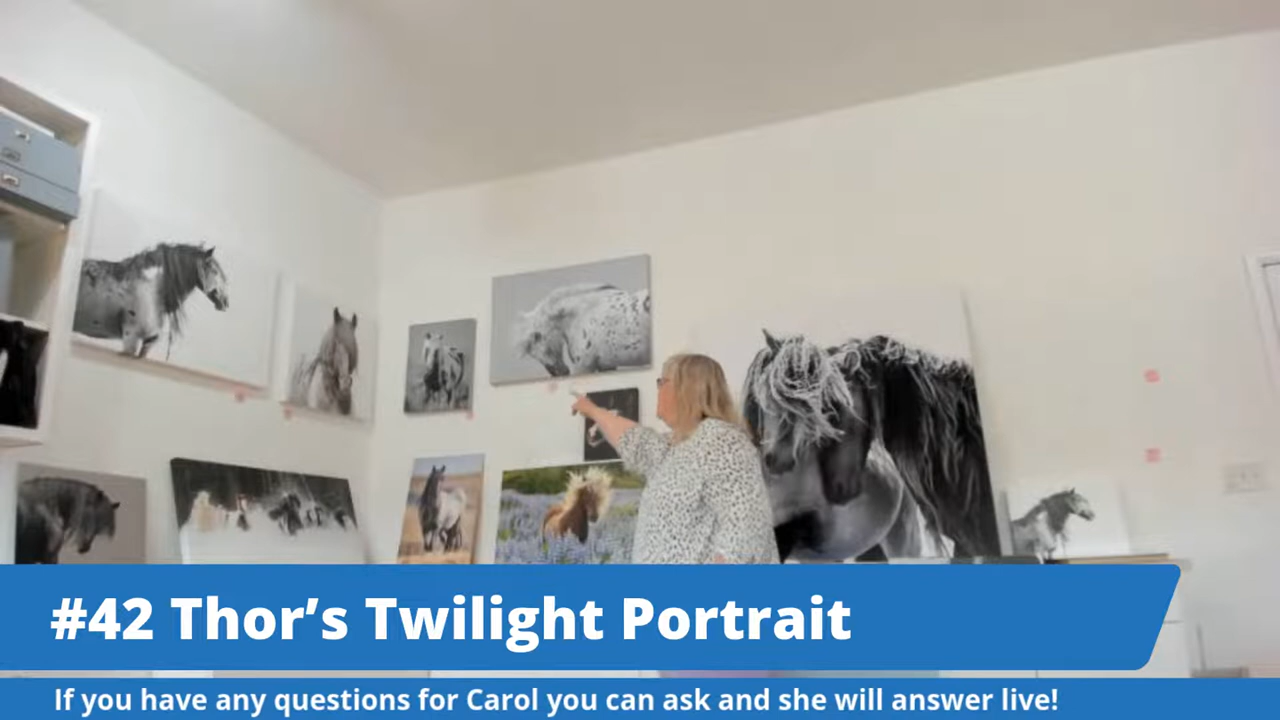 #42 Thor’s Twilight Portrait
If you have any questions for Carol you can ask and she will answer live!